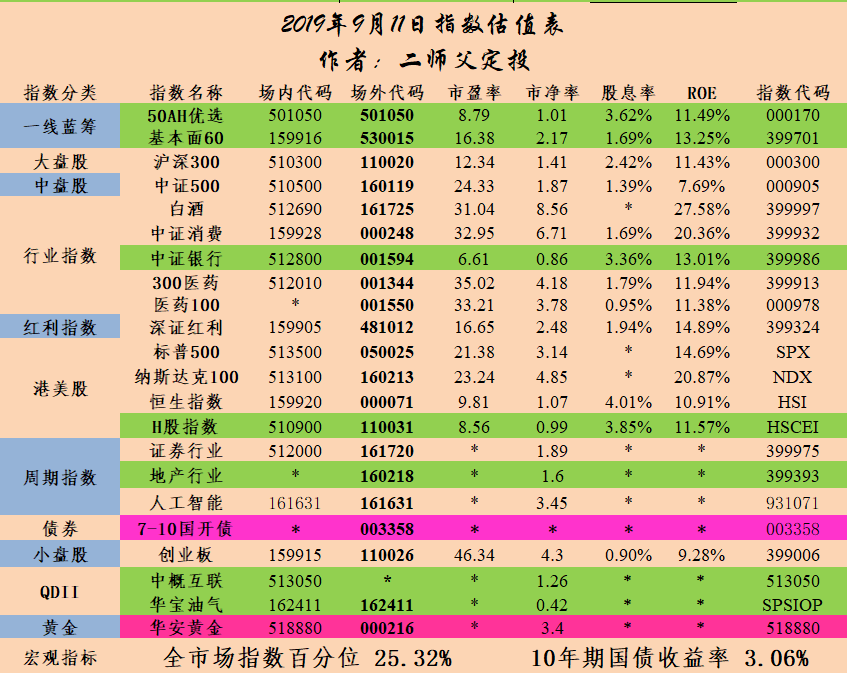 2019年9月11日指数估值表
作者：二师父定投
指数分类 指数名称 场内代码 场外代码 市盈率 市净率 股息率 ROE 指数代码
一线蓝筹 50AH优选 501050 501050 8.79 1.01 3.62% 11.49% 000170
基本面60 159916 530015 16.38 2.17 1.69% 13.25% 399701
大盘股 沪深300 510300 110020 12.34 1.41 2.42% 11.43% 000300
中盘股 中证500 510500 160119 24.33 1.87 1.39% 7.69% 000905
行业指数 白酒 512690 161725 31.04 8.56 * 27.58% 399997
中证消费 159928 000248 32.95 6.71 1.69% 20.36% 399932
中证银行 512800 001594 6.61 0.86 3.36% 13.01% 399986
300医药 512010 001344 35.02 4.18 1.79% 11.94% 399913
医药100 * 001550 33.21 3.78 0.95% 11.38% 000978
红利指数 深证红利 159905 481012 16.65 2.48 1.94% 14.89% 399324
港美股 标普500 513500 050025 21.38 3.14 * 14.69% SPX
纳斯达克100 513100 160213 23.24 4.85 * 20.87% NDX
恒生指数 159920 000071 9.81 1.07 4.01% 10.91% HSI
H股指数 510900 110031 8.56 0.99 3.85% 11.57% HSCEI
周期指数 证券行业 512000 161720 * 1.89 * * 399975
地产行业 * 160218 * 1.6 * * 399393
人工智能 161631 161631 * 3.45 * * 931071
债券 7-10国开债 * 003358 * * * * 003358
小盘股 创业板 159915 110026 46.34 4.3 0.90% 9.28% 399006
QDII 中概互联 513050 * * 1.26 * * 513050
华宝油气 162411 162411 * 0.42 * * SPSIOP
黄金 华安黄金 518880 000216 * 3.4 * * 518880
宏观指标 全市场指数百分位 25.32% 10年期国债收益率 3.06%